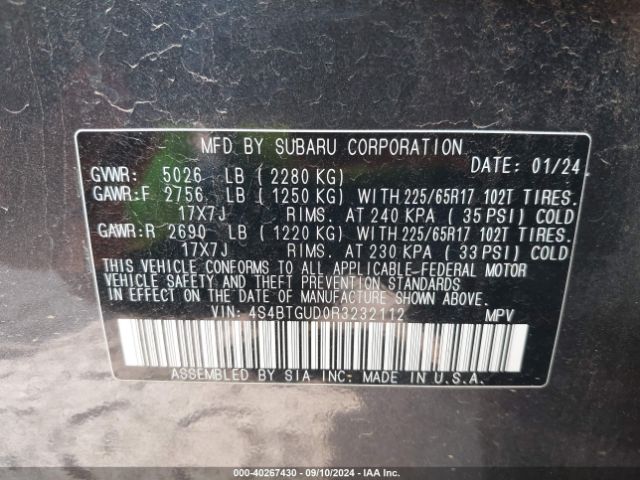 MFD. BY SUBARU CORPORATION
DATE: 01/24
GVWR: 5026 LB ( 2280 KG)
GAWR:F 2756 LB ( 1250 KG) WITH 225/65R17 102T TIRES.
17X7J RIMS. AT 240 KPA ( 35 PSI) COLD
GAWR:R 2690 LB ( 1220 KG) WITH 225/65R17 102T TIRES.
17X7J RIMS. AT 230 KPA ( 33 PSI) COLD
THIS VEHICLE CONFORMS TO ALL APPLICABLE-FEDERAL MOTOR
VEHICLE SAFETY AND THEFT PREVENTION STANDARDS
IN EFFECT ON THE DATE OF MANUFACTURE SHOWN ABOVE.
VIN: 4S4BTGUD0R3232112 MPV
ASSEMBLED BY SIA INC. MADE IN U.S.A.
000-40267430 - 09/10/2024 - IAA Inc.